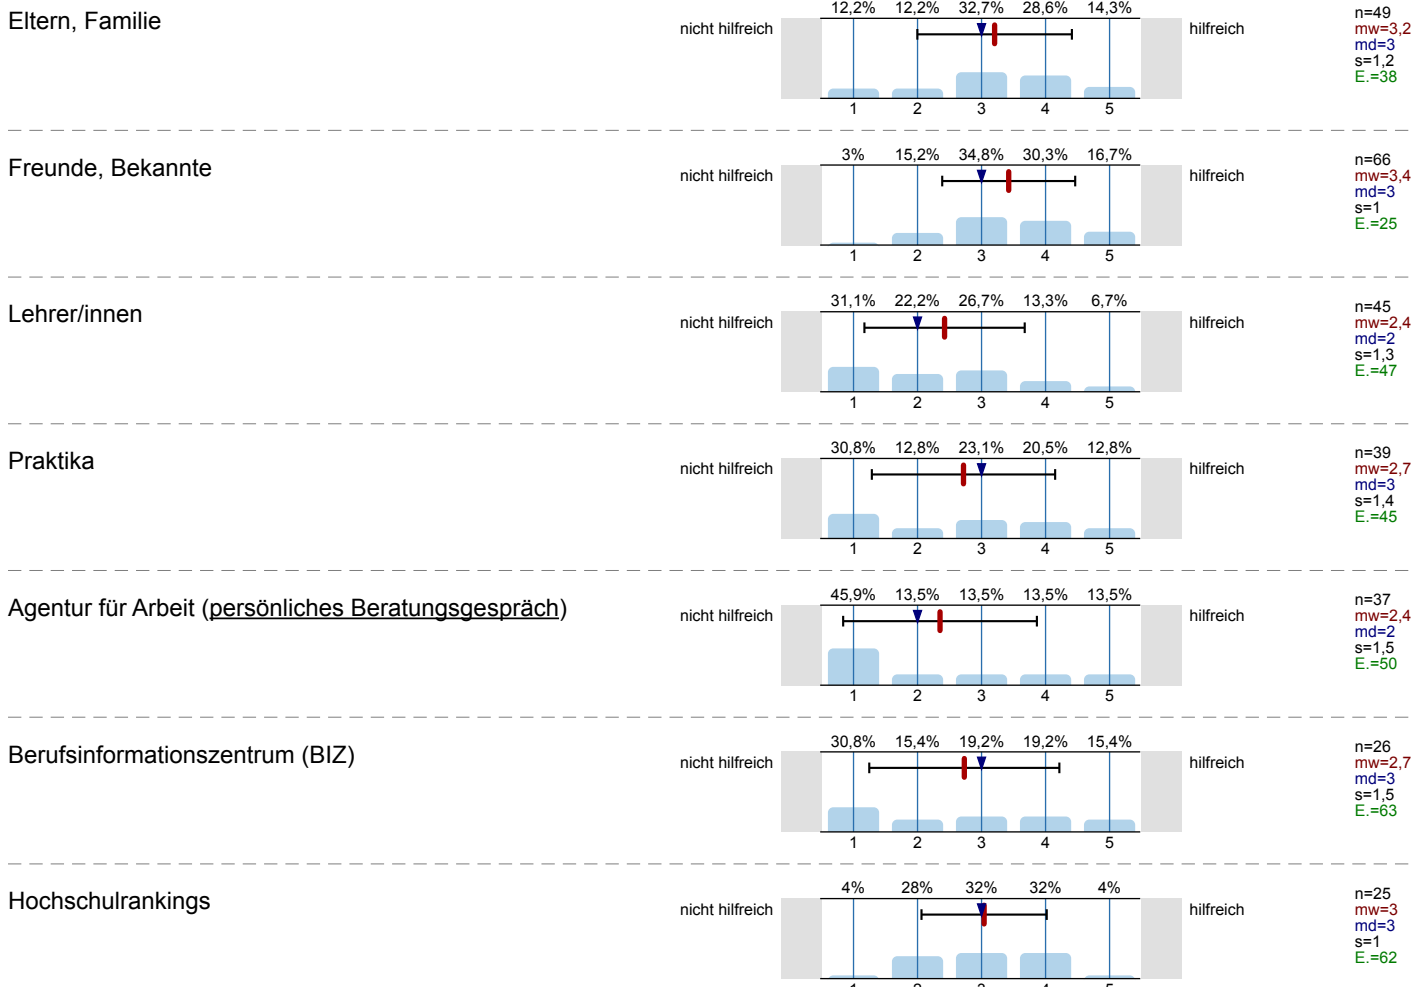 Eltern, Familie
12,2% 12,2% 32,7% 28,6% 14,3%
nicht hilfreich hilfreich
1 2 3 4 5
n=49
mw=3,2
md=3
s=1,2
E.=38
Freunde, Bekannte
3% 15,2% 34,8% 30,3% 16,7%
nicht hilfreich hilfreich
1 2 3 4 5
n=66
mw=3,4
md=3
s=1
E.=25
Lehrer/innen
31,1% 22,2% 26,7% 13,3% 6,7%
nicht hilfreich hilfreich
1 2 3 4 5
n=45
mw=2,4
md=2
s=1,3
E.=47
Praktika
30,8% 12,8% 23,1% 20,5% 12,8%
nicht hilfreich hilfreich
1 2 3 4 5
n=39
mw=2,7
md=3
s=1,4
E.=45
Agentur für Arbeit (persönliches Beratungsgespräch)
45,9% 13,5% 13,5% 13,5% 13,5%
nicht hilfreich hilfreich
1 2 3 4 5
n=37
mw=2,4
md=2
s=1,5
E.=50
Berufsinformationszentrum (BIZ)
30,8% 15,4% 19,2% 19,2% 15,4%
nicht hilfreich hilfreich
1 2 3 4 5
n=26
mw=2,7
md=3
s=1,5
E.=63
Hochschulrankings
4% 28% 32% 32% 4%
nicht hilfreich hilfreich
1 2 3 4 5
n=25
mw=3
md=3
s=1
E.=62